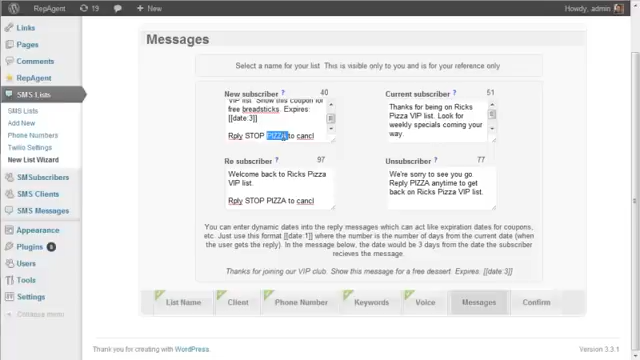 RepAgent
19
+ New
Howdy, admin
Links
Pages
Comments
RepAgent
SMS Lists
SMS Lists
Add New
Phone Numbers
Twilio Settings
New List Wizard
SMSubscribers
SMS Clients
SMS Messages
Appearance
Plugins 5
Users
Tools
Settings
Collapse menu
Messages
Select a name for your list This is visible only to you and is for your reference only
New subscriber ? 40
VIP list. Show this coupon for
free breadsticks. Expires:
[[date:3]]
Rply STOP PIZZA to cancl
Current subscriber ? 51
Thanks for being on Ricks
Pizza VIP list. Look for
weekly specials coming your
way.
Re subscriber ? 97
Welcome back to Ricks Pizza
VIP list.
Rply STOP PIZZA to cancl
Unsubscriber ? 77
We're sorry to see you go.
Reply PIZZA anytime to get
back on Ricks Pizza VIP list.
You can enter dynamic dates into the reply messages which can act like expiration dates for coupons,
etc. Just use this format [[date:1]] where the number is the number of days from the current date (when
the user gets the reply). In the message below, the date would be 3 days from the date the subscriber
recieves the message.
Thanks for joining our VIP club. Show this message for a free dessert. Expires: [[date:3]]
List Name
Client
Phone Number
Keywords
Voice
Messages
Confirm
Thank you for creating with WordPress.
Version 3.3.1